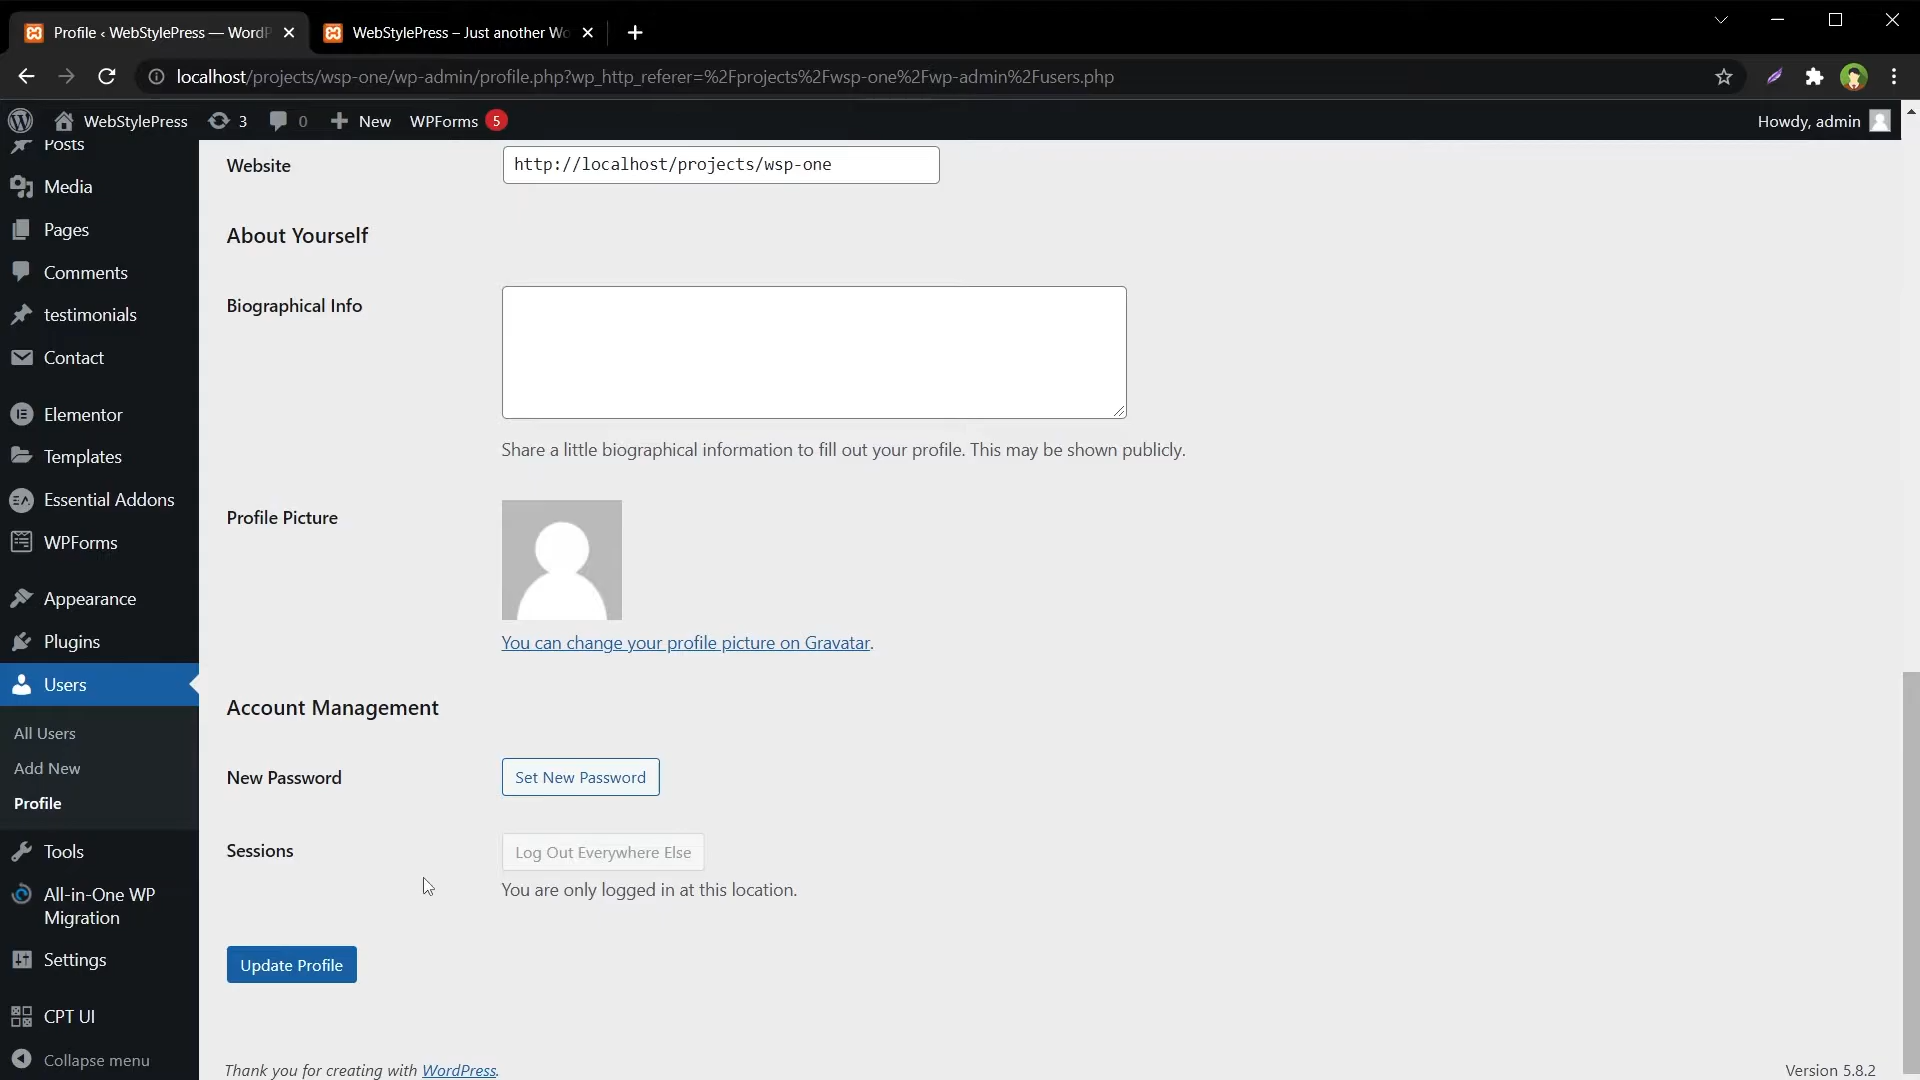 Profile ‹ WebStylePress — WordP
WebStylePress – Just another Wo
localhost/projects/wsp-one/wp-admin/profile.php?wp_http_referer=%2Fprojects%2Fwsp-one%2Fwp-admin%2Fusers.php
WebStylePress 3 0 New WPForms 5 Howdy, admin
Posts
Media
Pages
Comments
testimonials
Contact
Elementor
Templates
Essential Addons
WPForms
Appearance
Plugins
Users
All Users
Add New
Profile
Tools
All-in-One WP
Migration
Settings
CPT UI
Collapse menu
Website
http://localhost/projects/wsp-one
About Yourself
Biographical Info
Share a little biographical information to fill out your profile. This may be shown publicly.
Profile Picture
You can change your profile picture on Gravatar.
Account Management
New Password
Set New Password
Sessions
Log Out Everywhere Else
You are only logged in at this location.
Update Profile
Thank you for creating with WordPress.
Version 5.8.2